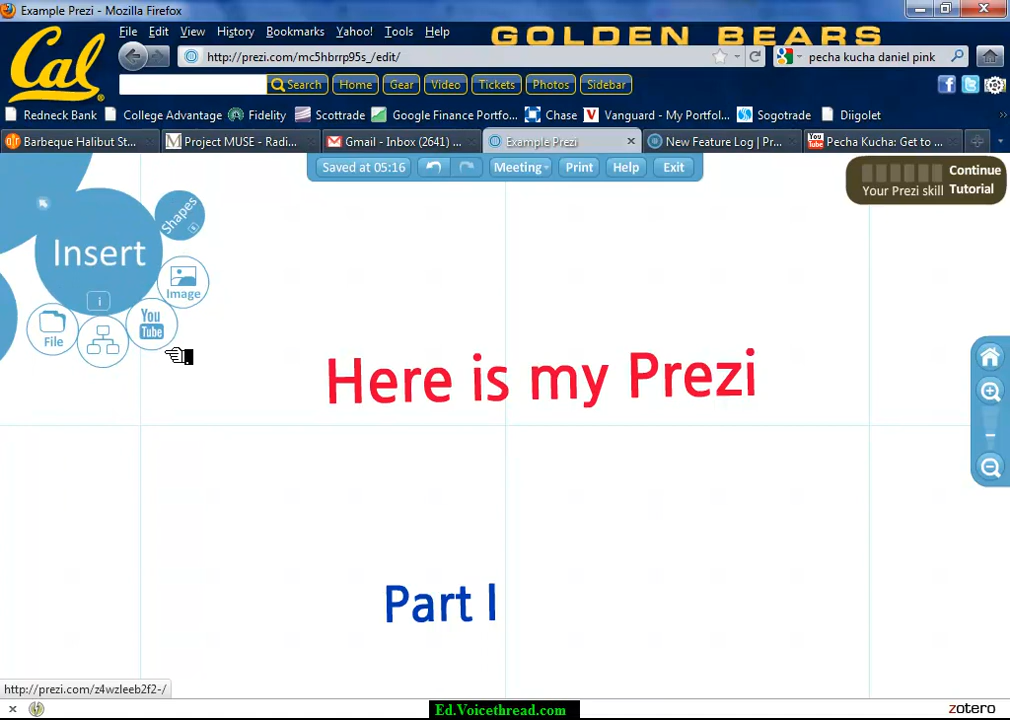 Example Prezi - Mozilla Firefox
File Edit View History Bookmarks Yahoo! Tools Help
GOLDEN BEARS
Cal
http://prezi.com/mc5hbrrp95s_/edit/
pecha kucha daniel pink
Search Home Gear Video Tickets Photos Sidebar
Redneck Bank College Advantage Fidelity Scottrade Google Finance Portfo... Chase Vanguard - My Portfol... Sogotrade Diigolet
Barbeque Halibut St... Project MUSE - Radi... Gmail - Inbox (2641) ... Example Prezi New Feature Log | Pr... Pecha Kucha: Get to ...
Saved at 05:16 Meeting Print Help Exit
Continue
Tutorial
Your Prezi skill
Shapes
s
Insert
i
Image
You
Tube
File
Here is my Prezi
Part I
http://prezi.com/z4wzleeb2f2-/
Ed.Voicethread.com
zotero